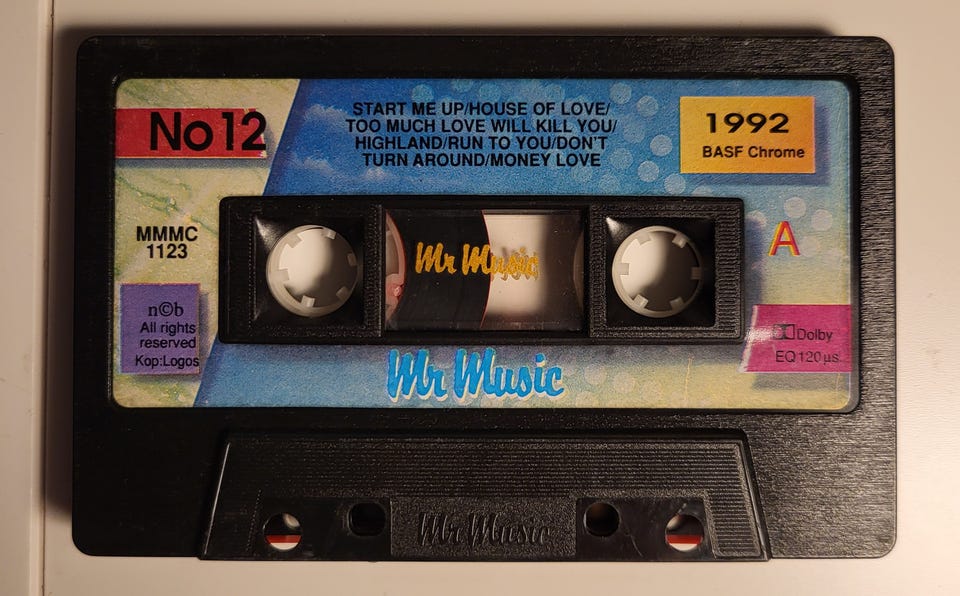 No 12
START ME UP/HOUSE OF LOVE/
TOO MUCH LOVE WILL KILL YOU/
HIGHLAND/RUN TO YOU/DON'T
TURN AROUND/MONEY LOVE
1992
BASF Chrome
MMMC
1123
A
Mr Music
n©b
All rights
reserved
Kop:Logos
Dolby
EQ 120 µs
Mr Music
Mr Music